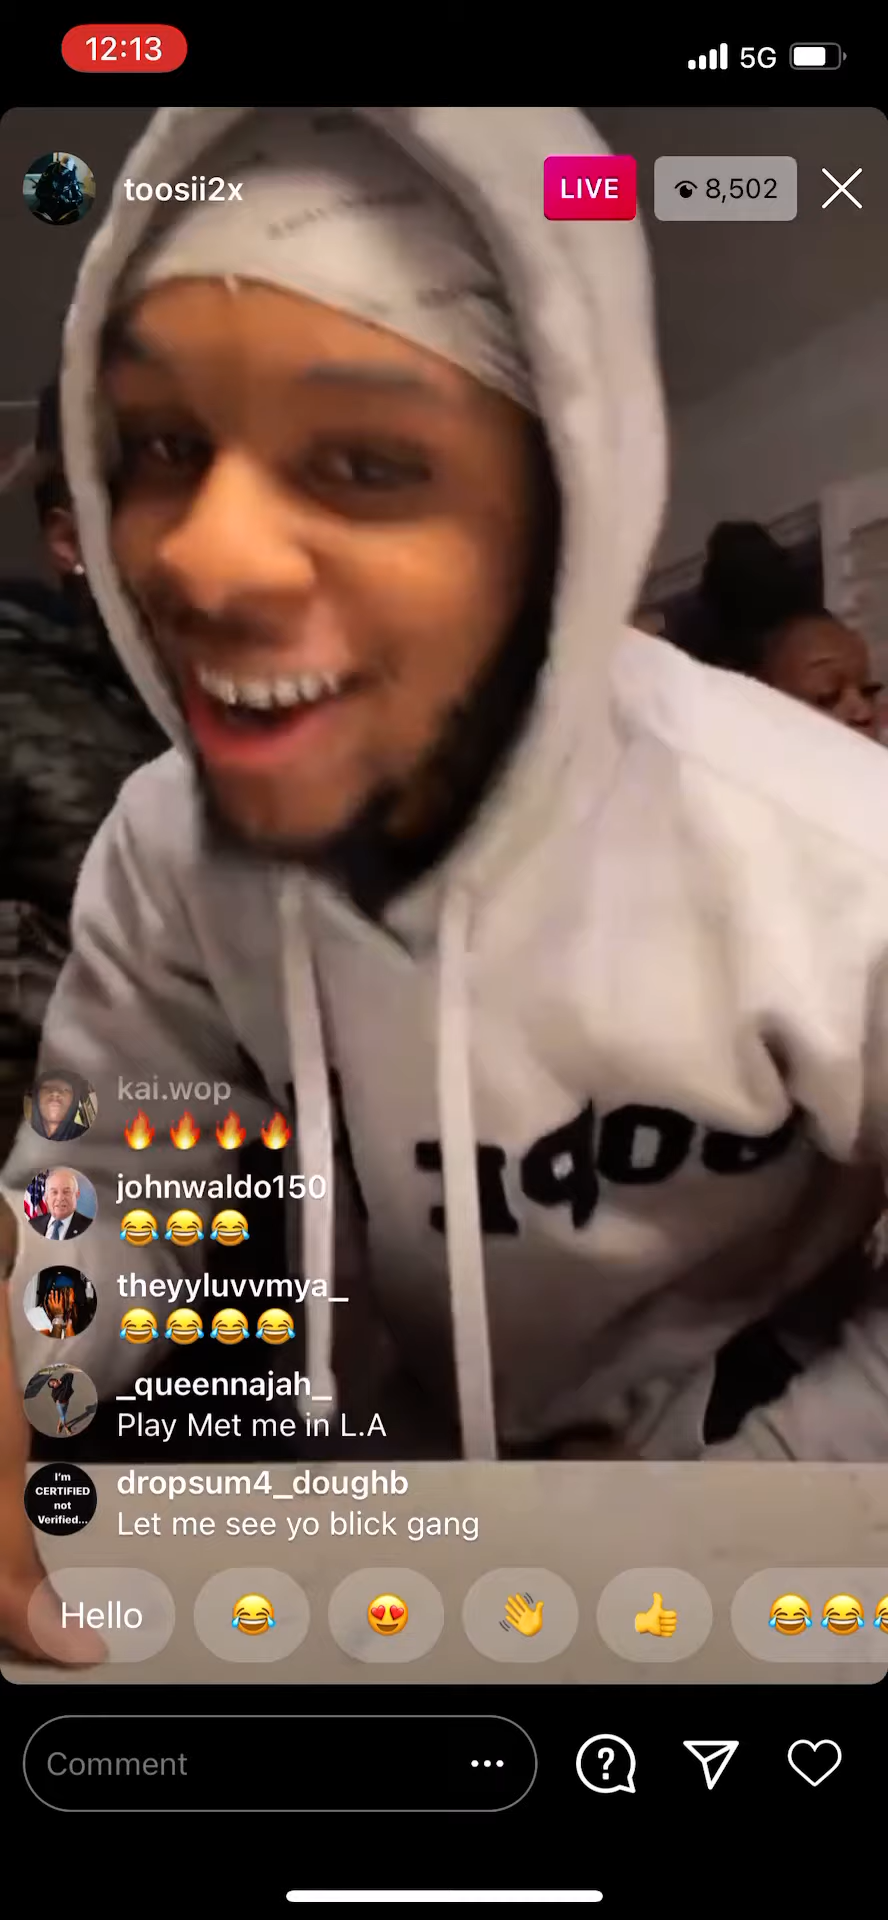 12:13
5G
toosii2x
LIVE
8,502
kai.wop
🔥🔥🔥🔥
johnwaldo150
😂😂😂
theyyluvvmya_
😂😂😂😂
_queennajah_
Play Met me in L.A
I'm
CERTIFIED
not
Verified...
dropsum4_doughb
Let me see yo blick gang
Hello
😂
😍
👋
👍
😂😂
Comment